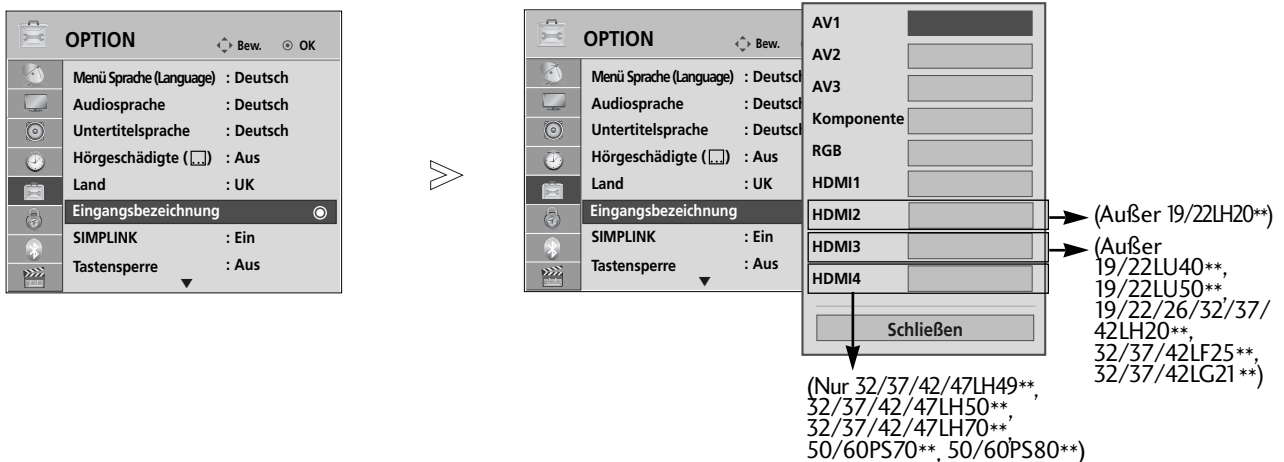 OPTION
Bew. OK
Menü Sprache (Language) : Deutsch
Audiosprache : Deutsch
Untertitelsprache : Deutsch
Hörgeschädigte ( ) : Aus
Land : UK
Eingangsbezeichnung
SIMPLINK : Ein
Tastensperre : Aus
OPTION
Bew.
Menü Sprache (Language) : Deutsch
Audiosprache : Deutsch
Untertitelsprache : Deutsch
Hörgeschädigte ( ) : Aus
Land : UK
Eingangsbezeichnung
SIMPLINK : Ein
Tastensperre : Aus
AV1
AV2
AV3
Komponente
RGB
HDMI1
HDMI2
HDMI3
HDMI4
Schließen
(Außer 19/22LH20**)
(Außer
19/22LU40**,
19/22LU50**,
19/22/26/32/37/
42LH20**,
32/37/42LF25**,
32/37/42LG21**)
(Nur 32/37/42/47LH49**,
32/37/42/47LH50**,
32/37/42/47LH70**,
50/60PS70**, 50/60PS80**)